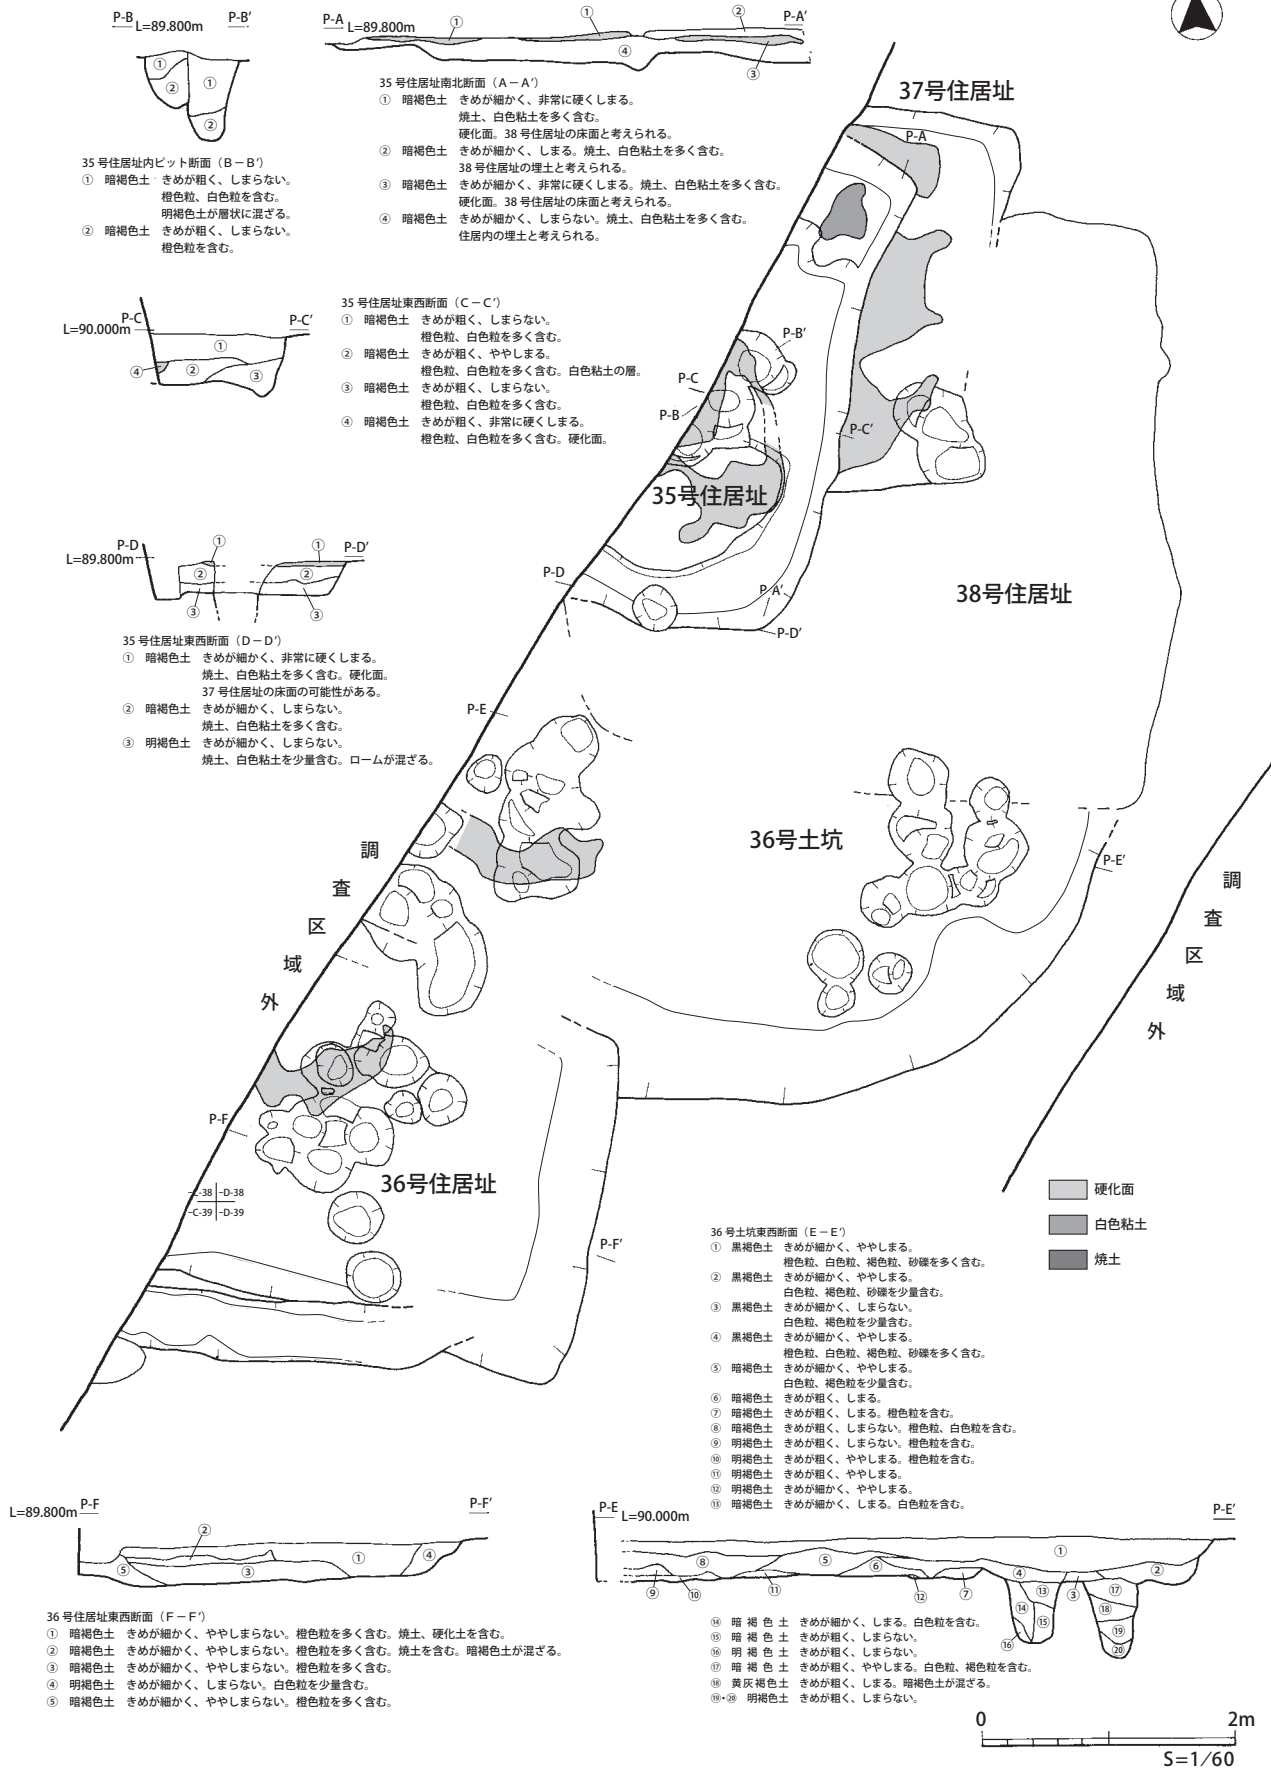 P-B L=89.800m P-B′
① ① ② ②
35号住居址内ピット断面（B－B′）
① 暗褐色土 きめが粗く、しまらない。
橙色粒、白色粒を含む。
明褐色土が層状に混ざる。
② 暗褐色土 きめが粗く、しまらない。
橙色粒を含む。
P-A L=89.800m P-A′
① ① ② ④ ③
35号住居址南北断面（A－A′）
① 暗褐色土 きめが細かく、非常に硬くしまる。
焼土、白色粘土を多く含む。
硬化面。38号住居址の床面と考えられる。
② 暗褐色土 きめが細かく、しまる。焼土、白色粘土を多く含む。
38号住居址の埋土と考えられる。
③ 暗褐色土 きめが細かく、非常に硬くしまる。焼土、白色粘土を多く含む。
硬化面。38号住居址の床面と考えられる。
④ 暗褐色土 きめが細かく、しまらない。焼土、白色粘土を多く含む。
住居内の埋土と考えられる。
P-C
L=90.000m P-C′
① ④ ② ③
35号住居址東西断面（C－C′）
① 暗褐色土 きめが粗く、しまらない。
橙色粒、白色粒を多く含む。
② 暗褐色土 きめが粗く、ややしまる。
橙色粒、白色粒を多く含む。白色粘土の層。
③ 暗褐色土 きめが粗く、しまらない。
橙色粒、白色粒を多く含む。
④ 暗褐色土 きめが粗く、非常に硬くしまる。
橙色粒、白色粒を多く含む。硬化面。
P-D
L=89.800m P-D′
① ① ② ② ③ ③
35号住居址東西断面（D－D′）
① 暗褐色土 きめが細かく、非常に硬くしまる。
焼土、白色粘土を多く含む。硬化面。
37号住居址の床面の可能性がある。
② 暗褐色土 きめが細かく、しまらない。
焼土、白色粘土を多く含む。
③ 明褐色土 きめが細かく、しまらない。
焼土、白色粘土を少量含む。ロームが混ざる。
37号住居址
P-A
P-B′
P-C
P-B
P-C′
35号住居址
P-D
P-A′
38号住居址
P-D′
P-E
36号土坑
P-E′
調査区域外
調査区域外
P-F
36号住居址
C-38 D-38
C-39 D-39
P-F′
硬化面
白色粘土
焼土
36号土坑東西断面（E－E′）
① 黒褐色土 きめが細かく、ややしまる。
橙色粒、白色粒、褐色粒、砂礫を多く含む。
② 黒褐色土 きめが細かく、ややしまる。
白色粒、褐色粒、砂礫を少量含む。
③ 黒褐色土 きめが細かく、しまらない。
白色粒、褐色粒を少量含む。
④ 黒褐色土 きめが細かく、ややしまる。
橙色粒、白色粒、褐色粒、砂礫を多く含む。
⑤ 暗褐色土 きめが細かく、ややしまる。
白色粒、褐色粒を少量含む。
⑥ 暗褐色土 きめが粗く、しまる。
⑦ 暗褐色土 きめが粗く、しまる。橙色粒を含む。
⑧ 暗褐色土 きめが粗く、しまらない。橙色粒、白色粒を含む。
⑨ 明褐色土 きめが粗く、しまらない。橙色粒を含む。
⑩ 明褐色土 きめが粗く、ややしまる。橙色粒を含む。
⑪ 明褐色土 きめが粗く、ややしまる。
⑫ 明褐色土 きめが細かく、ややしまる。
⑬ 暗褐色土 きめが細かく、しまる。白色粒を含む。
L=89.800m P-F P-F′
② ① ④ ⑤ ③
36号住居址東西断面（F－F′）
① 暗褐色土 きめが細かく、ややしまらない。橙色粒を多く含む。焼土、硬化土を含む。
② 暗褐色土 きめが細かく、ややしまらない。橙色粒を多く含む。焼土を含む。暗褐色土が混ざる。
③ 暗褐色土 きめが細かく、ややしまらない。橙色粒を多く含む。
④ 明褐色土 きめが細かく、しまらない。白色粒を少量含む。
⑤ 暗褐色土 きめが細かく、ややしまらない。橙色粒を多く含む。
P-E L=90.000m P-E′
① ⑧ ⑤ ⑥ ④ ②
⑨ ⑩ ⑪ ⑫ ⑦ ⑬ ③ ⑰
⑭ ⑮ ⑱
⑯ ⑲
⑳
⑭ 暗褐色土 きめが細かく、しまる。白色粒を含む。
⑮ 暗褐色土 きめが粗く、しまらない。
⑯ 明褐色土 きめが粗く、しまらない。
⑰ 暗褐色土 きめが粗く、ややしまる。白色粒、褐色粒を含む。
⑱ 黄灰褐色土 きめが粗く、しまる。暗褐色土が混ざる。
⑲・⑳ 明褐色土 きめが粗く、しまらない。
0 2m
S=1/60